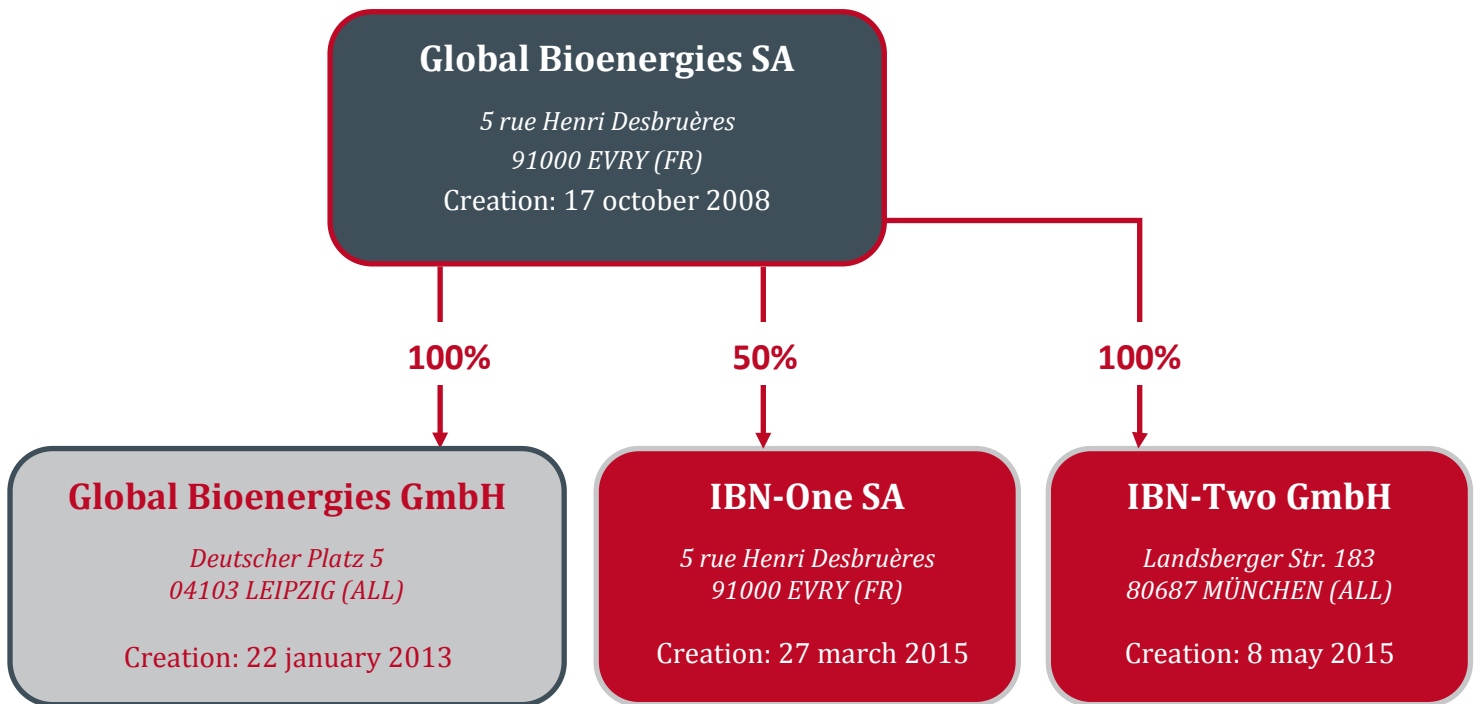 Global Bioenergies SA
5 rue Henri Desbruères
91000 EVRY (FR)
Creation: 17 october 2008
100%
50%
100%
Global Bioenergies GmbH
Deutscher Platz 5
04103 LEIPZIG (ALL)
Creation: 22 january 2013
IBN-One SA
5 rue Henri Desbruères
91000 EVRY (FR)
Creation: 27 march 2015
IBN-Two GmbH
Landsberger Str. 183
80687 MÜNCHEN (ALL)
Creation: 8 may 2015